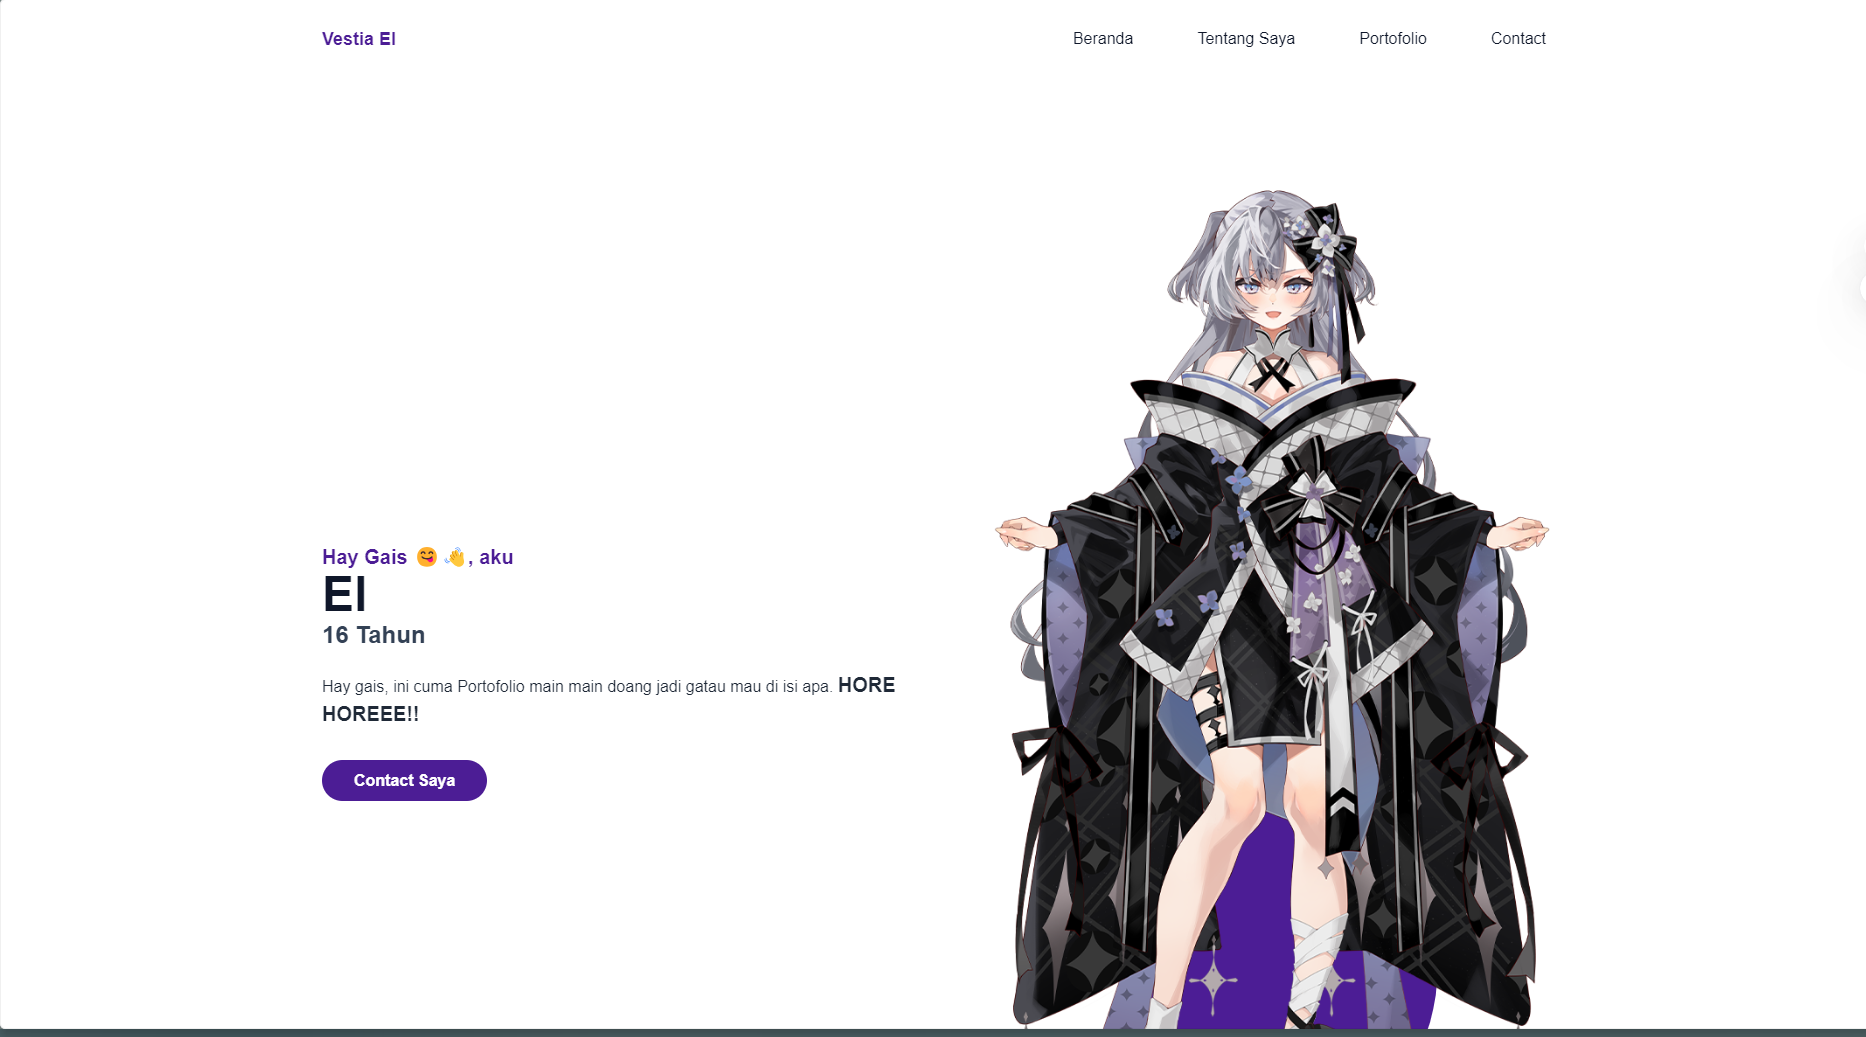 Vestia El
Beranda
Tentang Saya
Portofolio
Contact
Hay Gais 😋 👋, aku
El
16 Tahun
Hay gais, ini cuma Portofolio main main doang jadi gatau mau di isi apa. HORE
HOREEE!!
Contact Saya